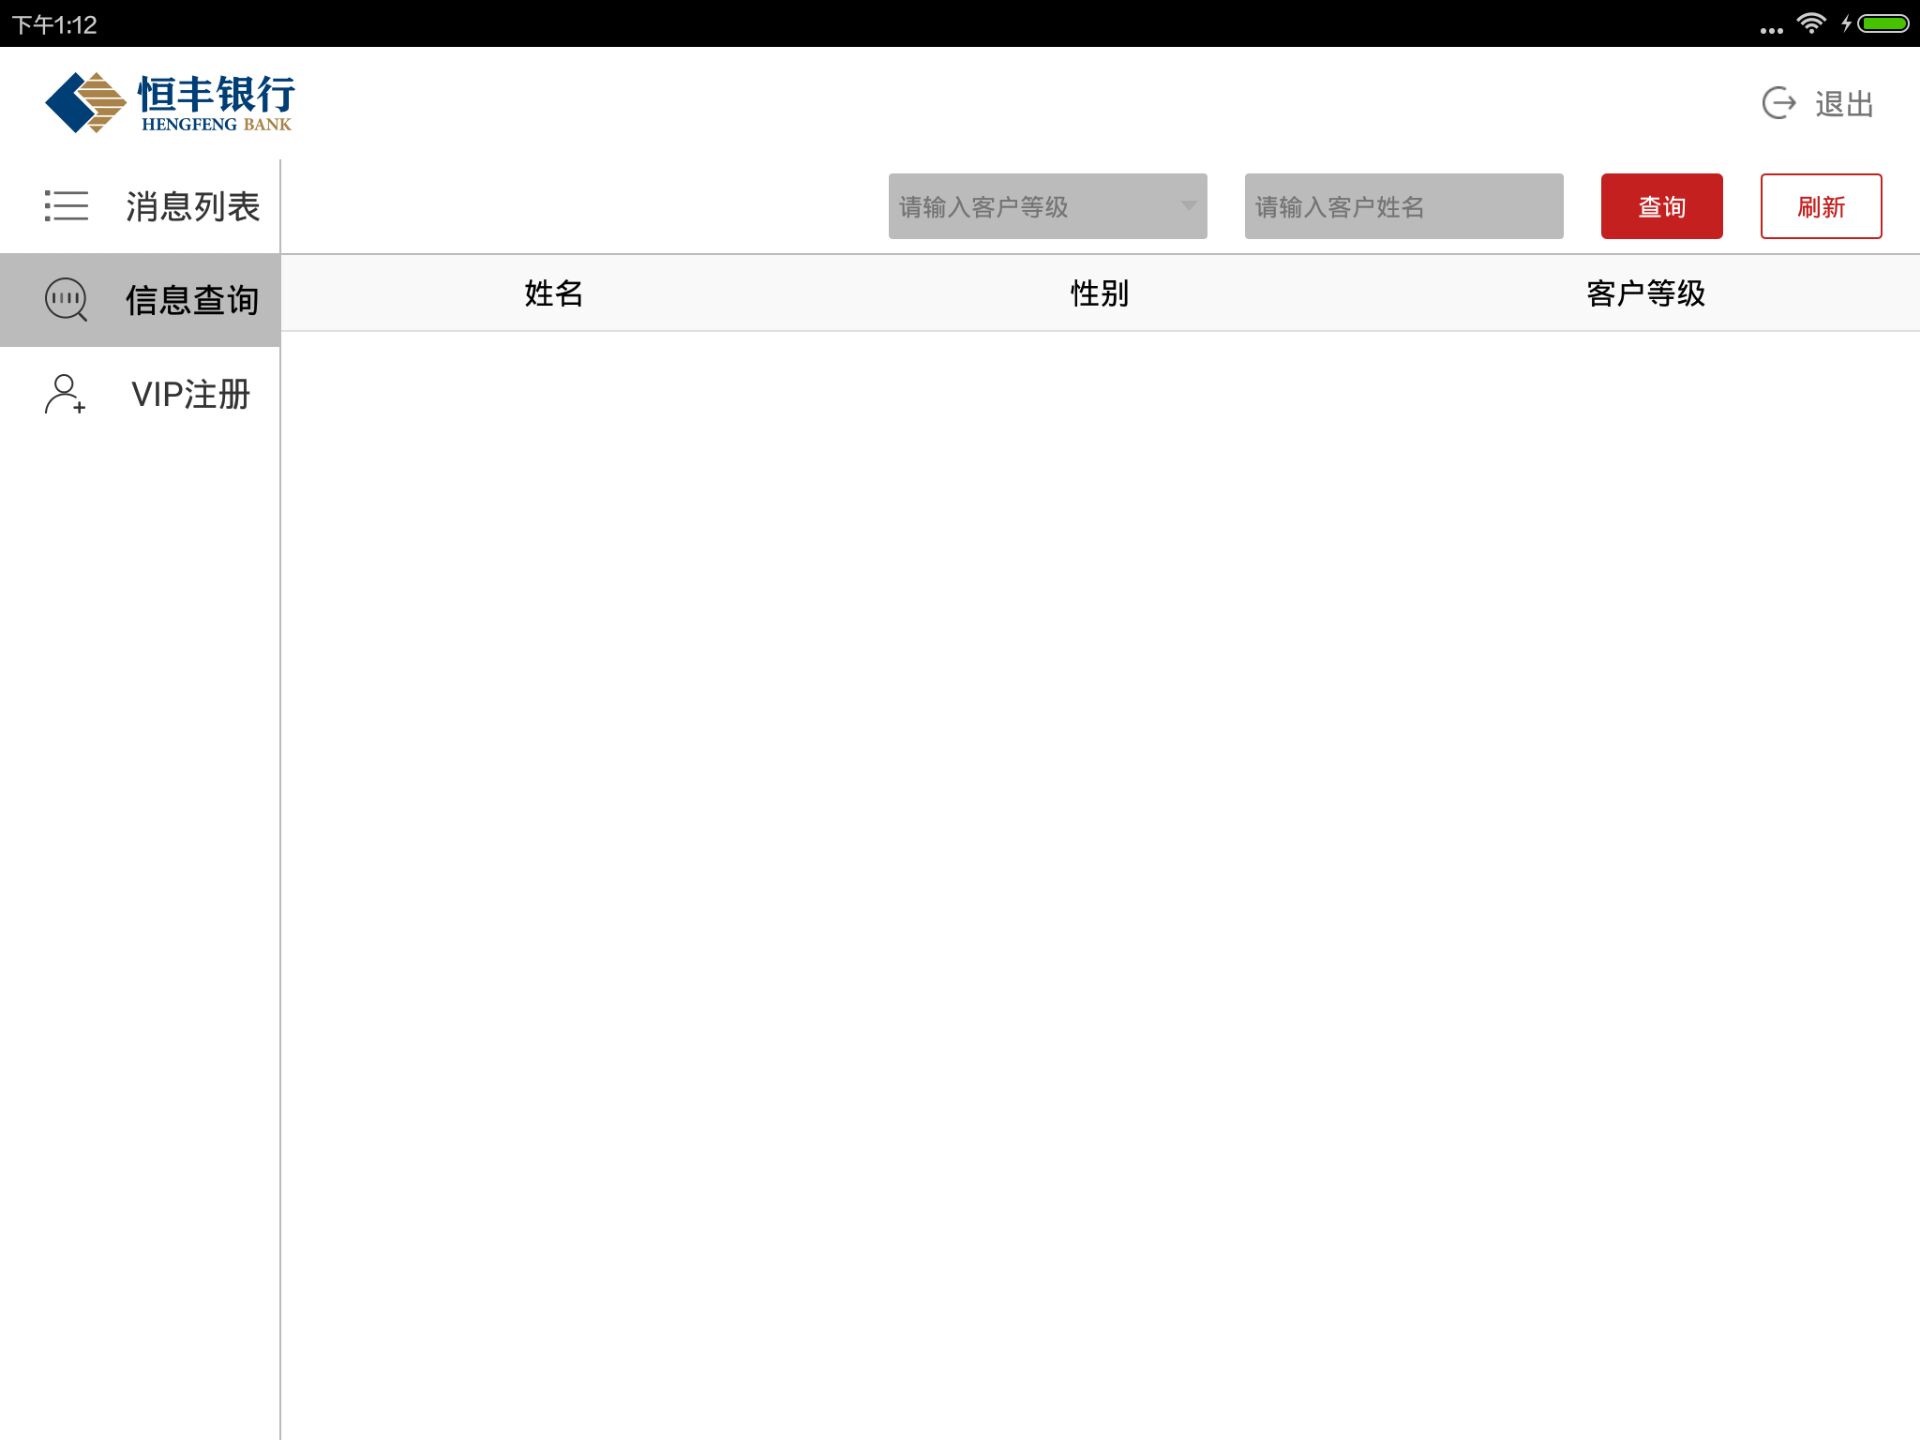 下午1:12
恒丰银行
HENGFENG BANK
退出
消息列表
请输入客户等级
请输入客户姓名
查询
刷新
信息查询
姓名
性别
客户等级
VIP注册